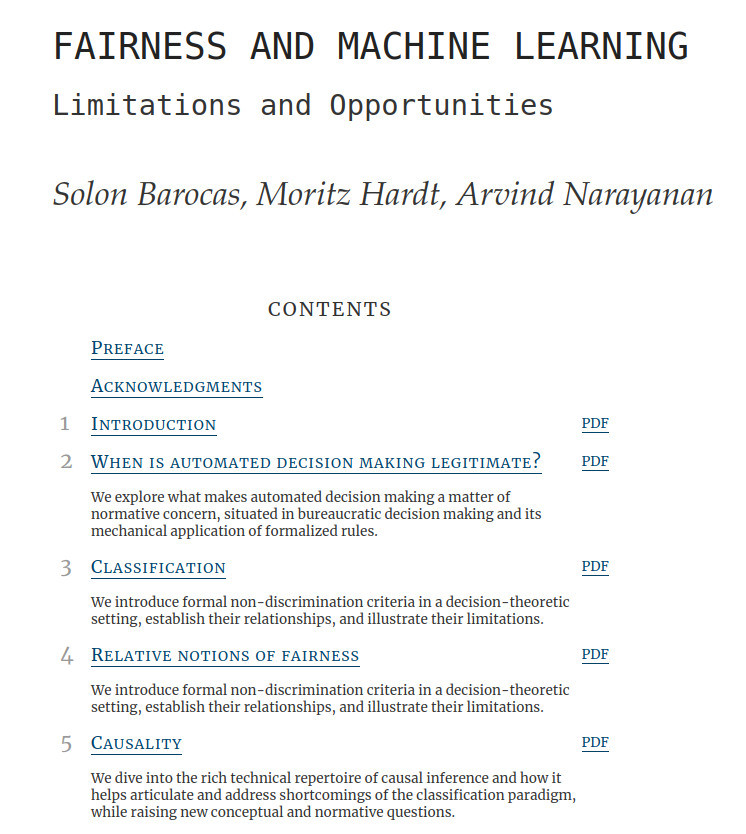 FAIRNESS AND MACHINE LEARNING
Limitations and Opportunities
Solon Barocas, Moritz Hardt, Arvind Narayanan
CONTENTS
PREFACE
ACKNOWLEDGMENTS
1 INTRODUCTION PDF
2 WHEN IS AUTOMATED DECISION MAKING LEGITIMATE? PDF
We explore what makes automated decision making a matter of
normative concern, situated in bureaucratic decision making and its
mechanical application of formalized rules.
3 CLASSIFICATION PDF
We introduce formal non-discrimination criteria in a decision-theoretic
setting, establish their relationships, and illustrate their limitations.
4 RELATIVE NOTIONS OF FAIRNESS PDF
We introduce formal non-discrimination criteria in a decision-theoretic
setting, establish their relationships, and illustrate their limitations.
5 CAUSALITY PDF
We dive into the rich technical repertoire of causal inference and how it
helps articulate and address shortcomings of the classification paradigm,
while raising new conceptual and normative questions.